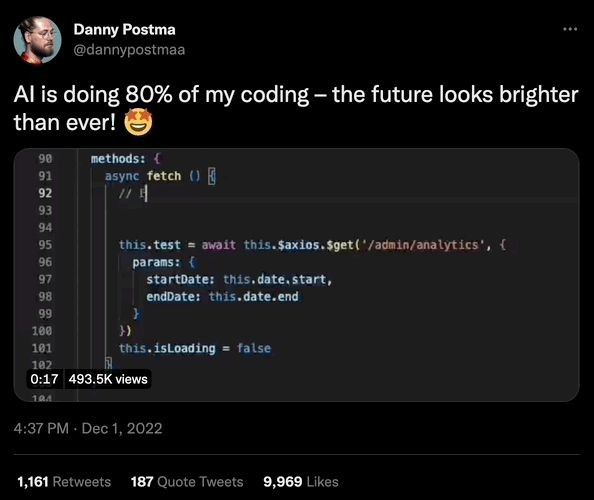 Danny Postma
@dannypostmaa
AI is doing 80% of my coding – the future looks brighter
than ever! 🤩
90 methods: {
91 async fetch () {
92 //
93
94
95 this.test = await this.$axios.$get('/admin/analytics', {
96 params: {
97 startDate: this.date.start,
98 endDate: this.date.end
99 }
100 })
101 this.isLoading = false
102 }
0:17 493.5K views
104
4:37 PM · Dec 1, 2022
1,161 Retweets 187 Quote Tweets 9,969 Likes